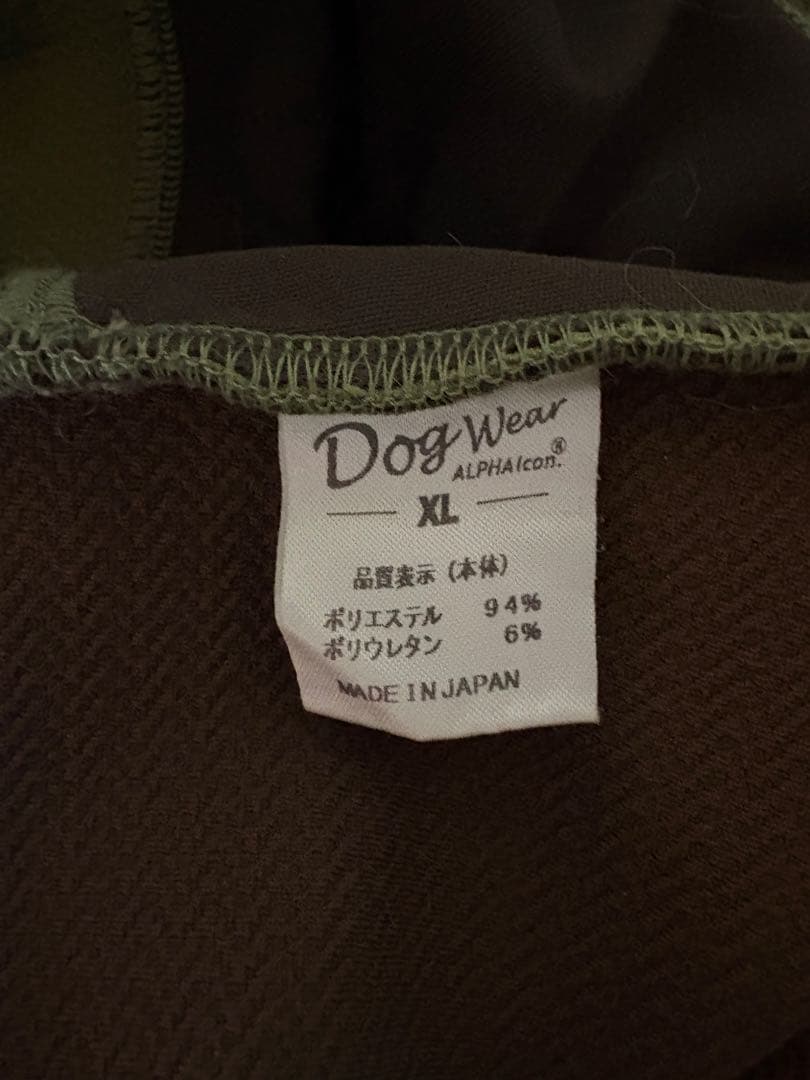 Dog Wear
ALPHAIcon.®
XL
品質表示（本体）
ポリエステル 94%
ポリウレタン 6%
MADE IN JAPAN